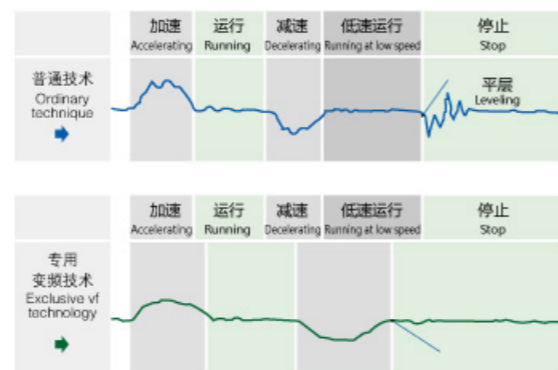 加速 运行 减速 低速运行 停止
Accelerating Running Decelerating Running at low speed Stop
普通技术
Ordinary
technique
平层
Leveling
加速 运行 减速 低速运行 停止
Accelerating Running Decelerating Running at low speed Stop
专用
变频技术
Exclusive vf
technology